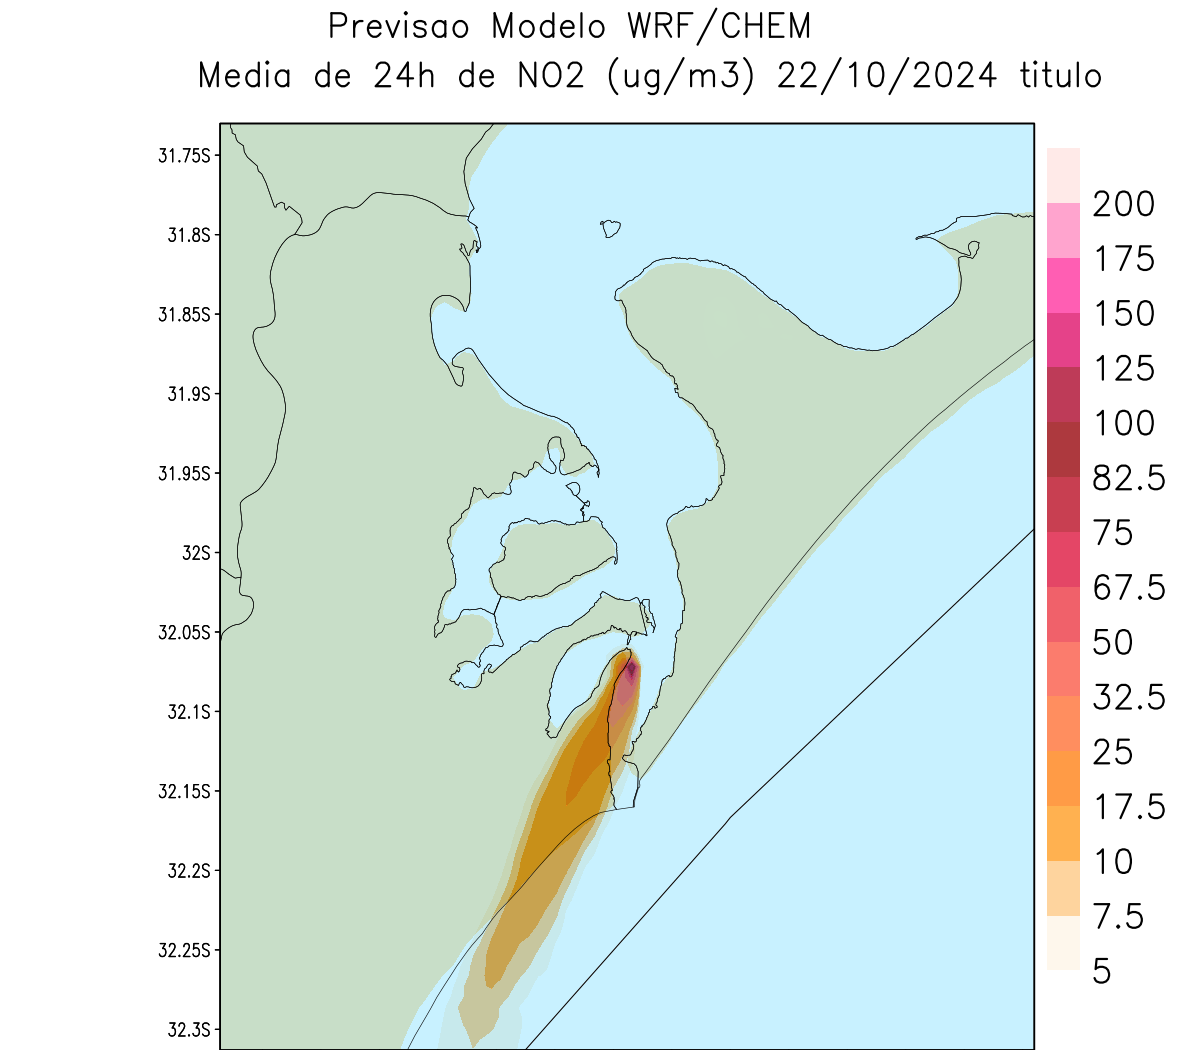 Previsao Modelo WRF/CHEM
Media de 24h de NO2 (ug/m3) 22/10/2024 titulo
31.75S
31.8S
31.85S
31.9S
31.95S
32S
32.05S
32.1S
32.15S
32.2S
32.25S
32.3S
200
175
150
125
100
82.5
75
67.5
50
32.5
25
17.5
10
7.5
5